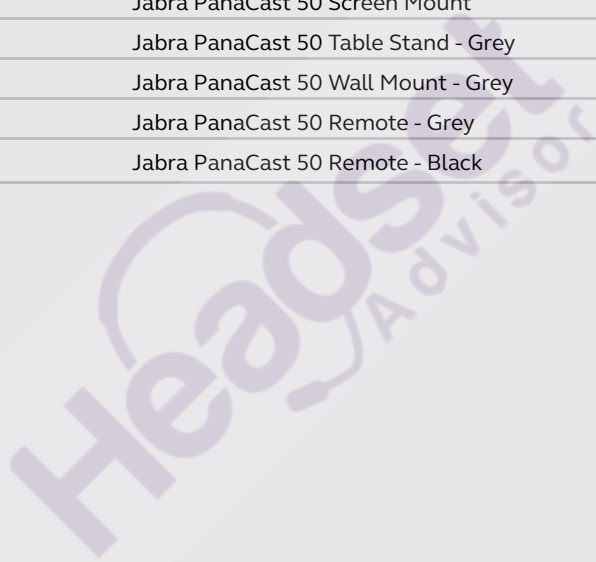 Jabra PanaCast 50 Screen Mount
Jabra PanaCast 50 Table Stand - Grey
Jabra PanaCast 50 Wall Mount - Grey
Jabra PanaCast 50 Remote - Grey
Jabra PanaCast 50 Remote - Black
Headset
Advisor